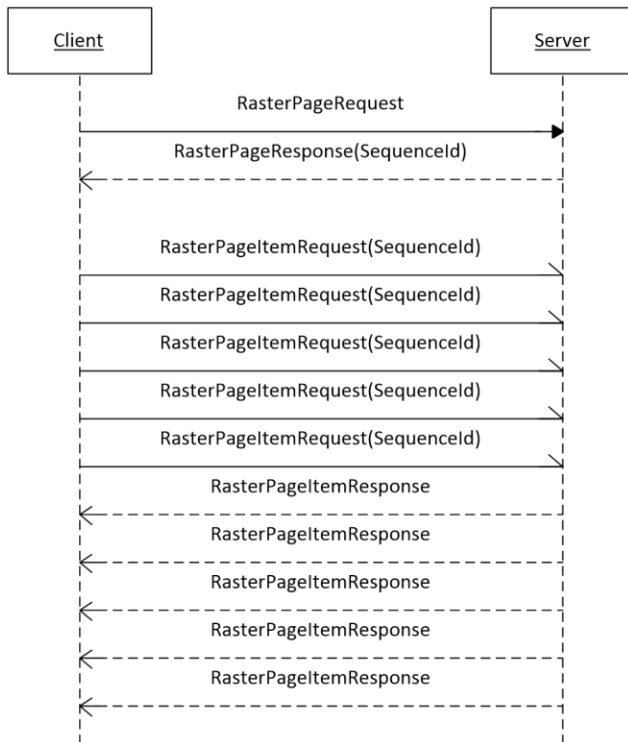 Client
Server
RasterPageRequest
RasterPageResponse(SequenceId)
RasterPageItemRequest(SequenceId)
RasterPageItemRequest(SequenceId)
RasterPageItemRequest(SequenceId)
RasterPageItemRequest(SequenceId)
RasterPageItemRequest(SequenceId)
RasterPageItemResponse
RasterPageItemResponse
RasterPageItemResponse
RasterPageItemResponse
RasterPageItemResponse